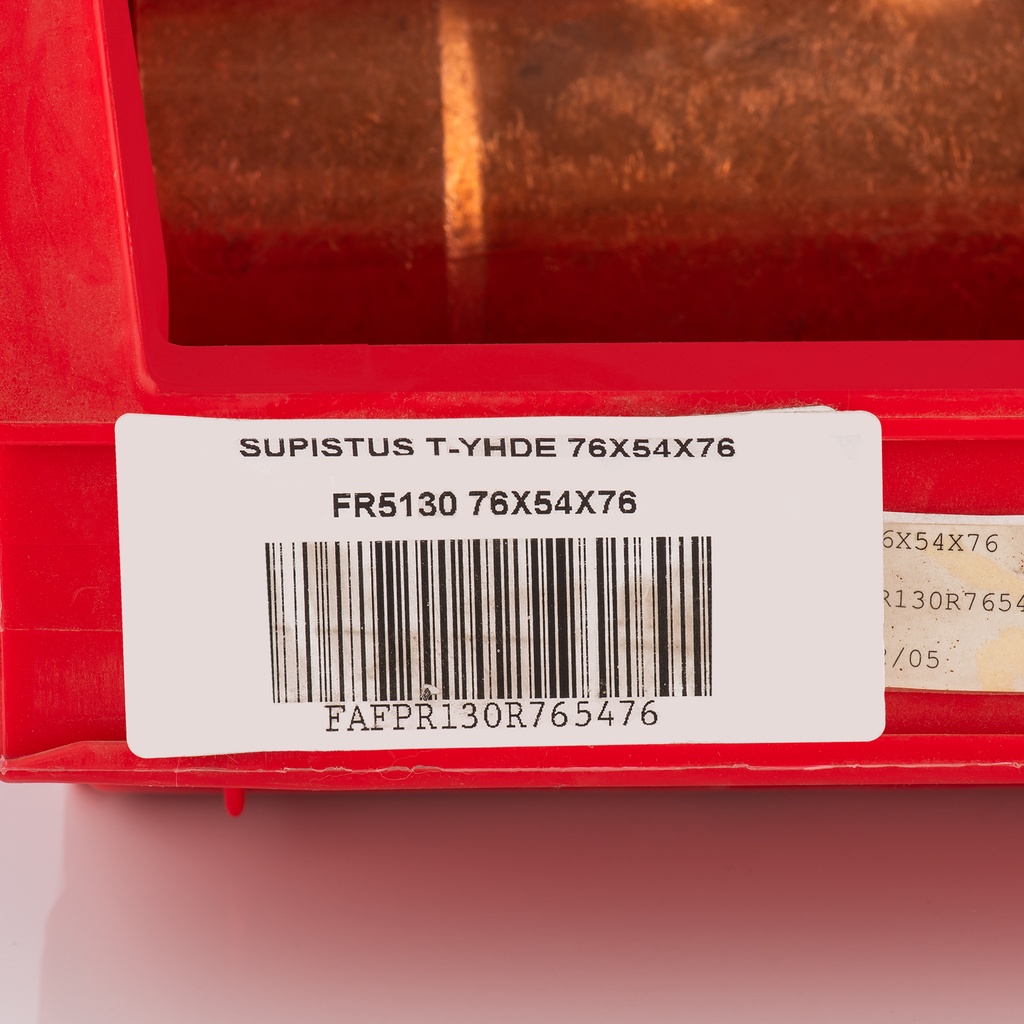 SUPISTUS T-YHDE 76X54X76
FR5130 76X54X76
FAFPR130R765476
6X54X76
R130R7654
/05